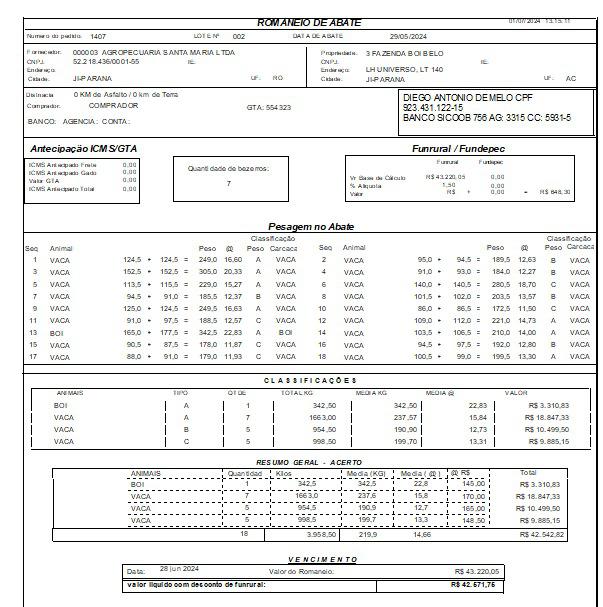 ROMANEIO DE ABATE 01/07/2024 13.15.11
Numero do pedido. 1407 LOTE Nº 002 DATA DE ABATE 29/05/2024
Fornecedor. 000003 AGROPECUARIA SANTA MARIA LTDA Propriedade. 3 FAZENDA BOI BELO
CNPJ. 52.218.436/0001-55 IE. CNPJ. IE.
Endereço. Endereço. LH UNIVERSO, LT 140
Cidade. JI-PARANA UF. RO Cidade. JI-PARANA UF. AC
Distancia 0 KM de Asfalto / 0 km de Terra
Comprador. COMPRADOR GTA: 554323
BANCO: AGENCIA: CONTA:
DIEGO ANTONIO DE MELO CPF
923.431.122-15
BANCO SICOOB 756 AG: 3315 CC: 5931-5
Antecipação ICMS/GTA
ICMS Antecipado Frete 0,00
ICMS Antecipado Gado 0,00
Valor GTA 0,00
ICMS Antecipado Total 0,00
Quantidade de bezerros:
7
Funrural / Fundepec
Funrural Fundepec
Vr Base de Cálculo R$ 43.220,05 0,00
% Aliquota 1,50 0,00
Valor R$ + 0,00 = R$ 648,30
Pesagem no Abate
Classificação Classificação
Seq Animal Peso @ Peso Carcaca Seq Animal Peso @ Peso Carcaca
1 VACA 124,5 + 124,5 = 249,0 16,60 A VACA 2 VACA 95,0 + 94,5 = 189,5 12,63 B VACA
3 VACA 152,5 + 152,5 = 305,0 20,33 A VACA 4 VACA 91,0 + 93,0 = 184,0 12,27 B VACA
5 VACA 113,5 + 115,5 = 229,0 15,27 A VACA 6 VACA 140,0 + 140,5 = 280,5 18,70 C VACA
7 VACA 94,5 + 91,0 = 185,5 12,37 B VACA 8 VACA 101,5 + 102,0 = 203,5 13,57 B VACA
9 VACA 125,0 + 124,5 = 249,5 16,63 A VACA 10 VACA 86,0 + 86,5 = 172,5 11,50 C VACA
11 VACA 91,0 + 97,5 = 188,5 12,57 C VACA 12 VACA 109,0 + 112,0 = 221,0 14,73 A VACA
13 BOI 165,0 + 177,5 = 342,5 22,83 A BOI 14 VACA 103,5 + 106,5 = 210,0 14,00 A VACA
15 VACA 90,5 + 87,5 = 178,0 11,87 C VACA 16 VACA 94,5 + 97,5 = 192,0 12,80 B VACA
17 VACA 88,0 + 91,0 = 179,0 11,93 C VACA 18 VACA 100,5 + 99,0 = 199,5 13,30 A VACA
CLASSIFICAÇÕES
ANIMAIS TIPO QTDE TOTAL KG MEDIA KG MEDIA @ VALOR
BOI A 1 342,50 342,50 22,83 R$ 3.310,83
VACA A 7 1663,00 237,57 15,84 R$ 18.847,33
VACA B 5 954,50 190,90 12,73 R$ 10.499,50
VACA C 5 998,50 199,70 13,31 R$ 9.885,15
RESUMO GERAL - ACERTO
ANIMAIS Quantidad Kilos Media (KG) Media ( @ ) @ R$ Total
BOI 1 342,5 342,5 22,8 145,00 R$ 3.310,83
VACA 7 1663,0 237,6 15,8 170,00 R$ 18.847,33
VACA 5 954,5 190,9 12,7 165,00 R$ 10.499,50
VACA 5 998,5 199,7 13,3 148,50 R$ 9.885,15
18 3.958,50 219,9 14,66 R$ 42.542,82
VENCIMENTO
Data: 28 jun 2024 Valor do Romaneio: R$ 43.220,05
valor liquido com desconto de funrural: R$ 42.571,75